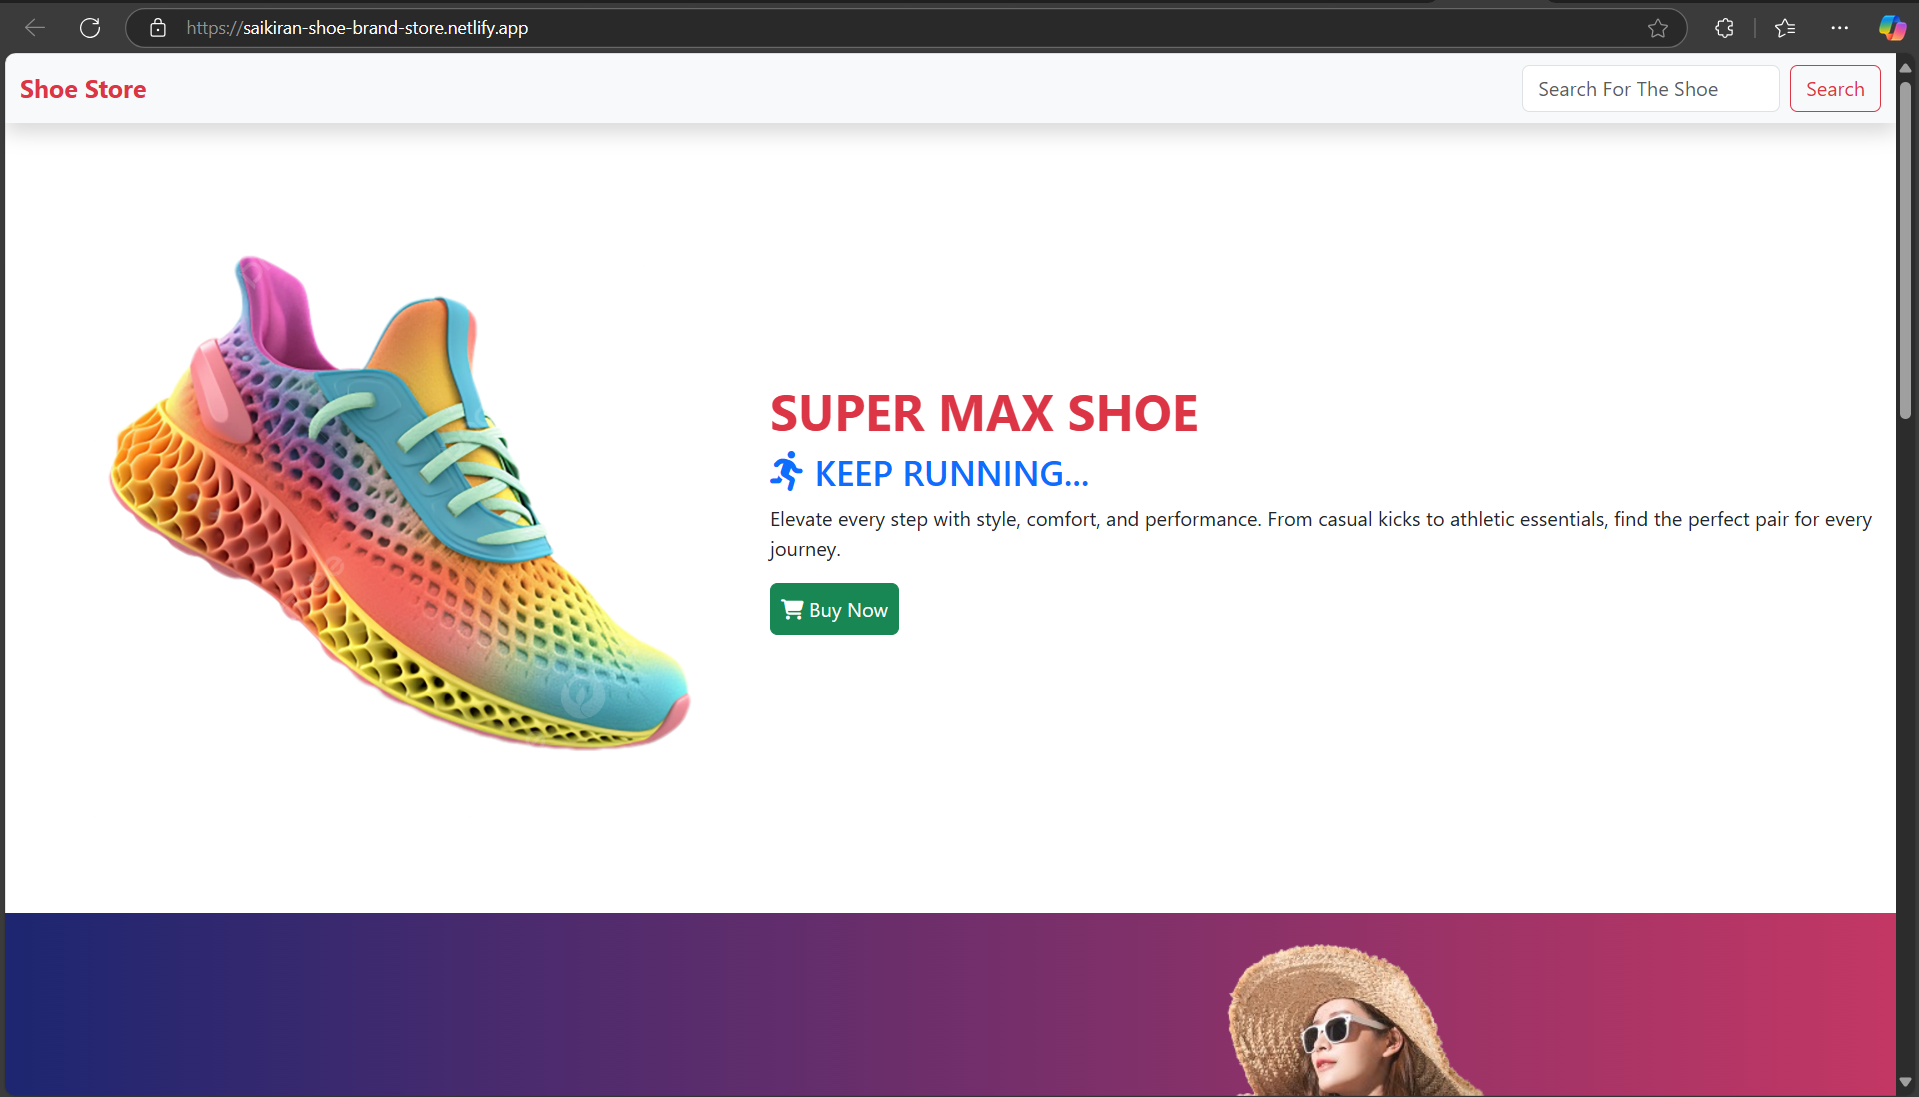 https://saikiran-shoe-brand-store.netlify.app
Shoe Store
Search For The Shoe
Search
SUPER MAX SHOE
KEEP RUNNING...
Elevate every step with style, comfort, and performance. From casual kicks to athletic essentials, find the perfect pair for every
journey.
Buy Now